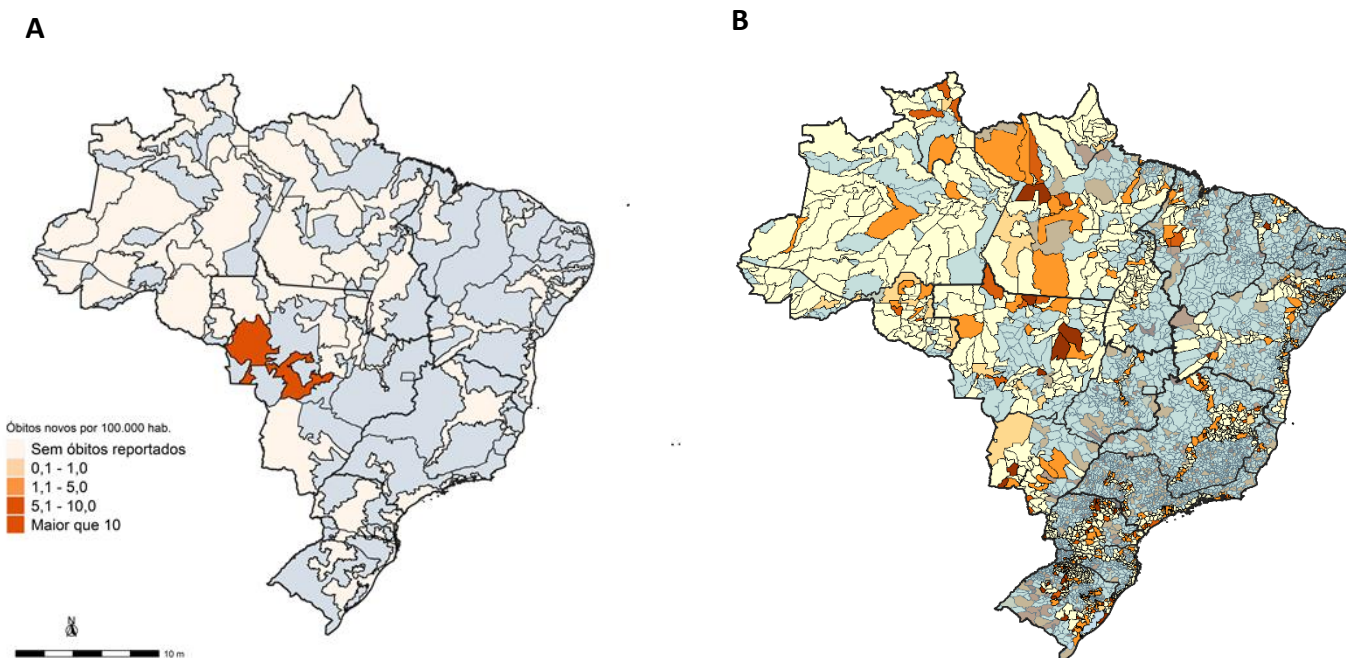 A
B
Óbitos novos por 100.000 hab.
Sem óbitos reportados
0,1 - 1,0
1,1 - 5,0
5,1 - 10,0
Maior que 10
N
10 m